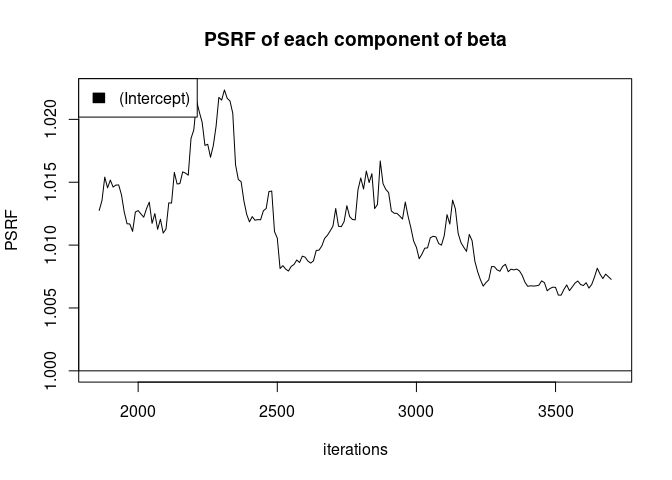 PSRF of each component of beta
(Intercept)
PSRF
1.020
1.015
1.010
1.005
1.000
2000 2500 3000 3500
iterations